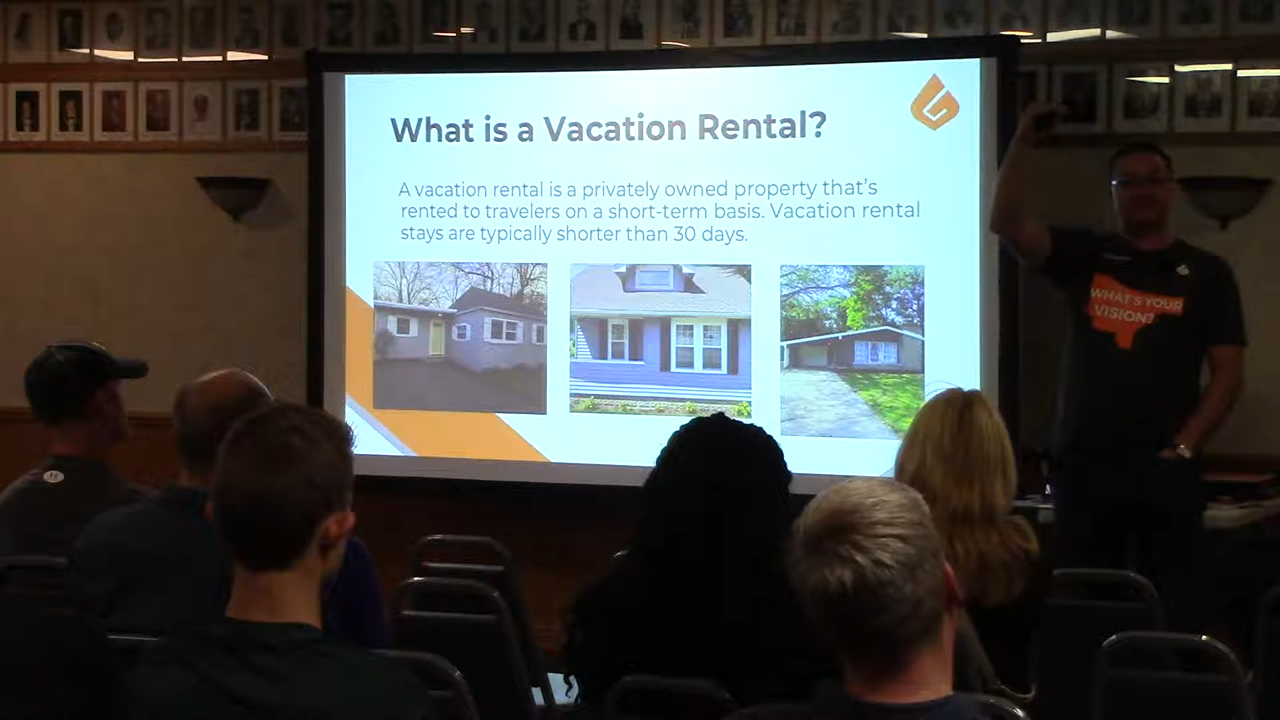 What is a Vacation Rental?
A vacation rental is a privately owned property that's
rented to travelers on a short-term basis. Vacation rental
stays are typically shorter than 30 days.
WHAT'S YOUR
VISION?